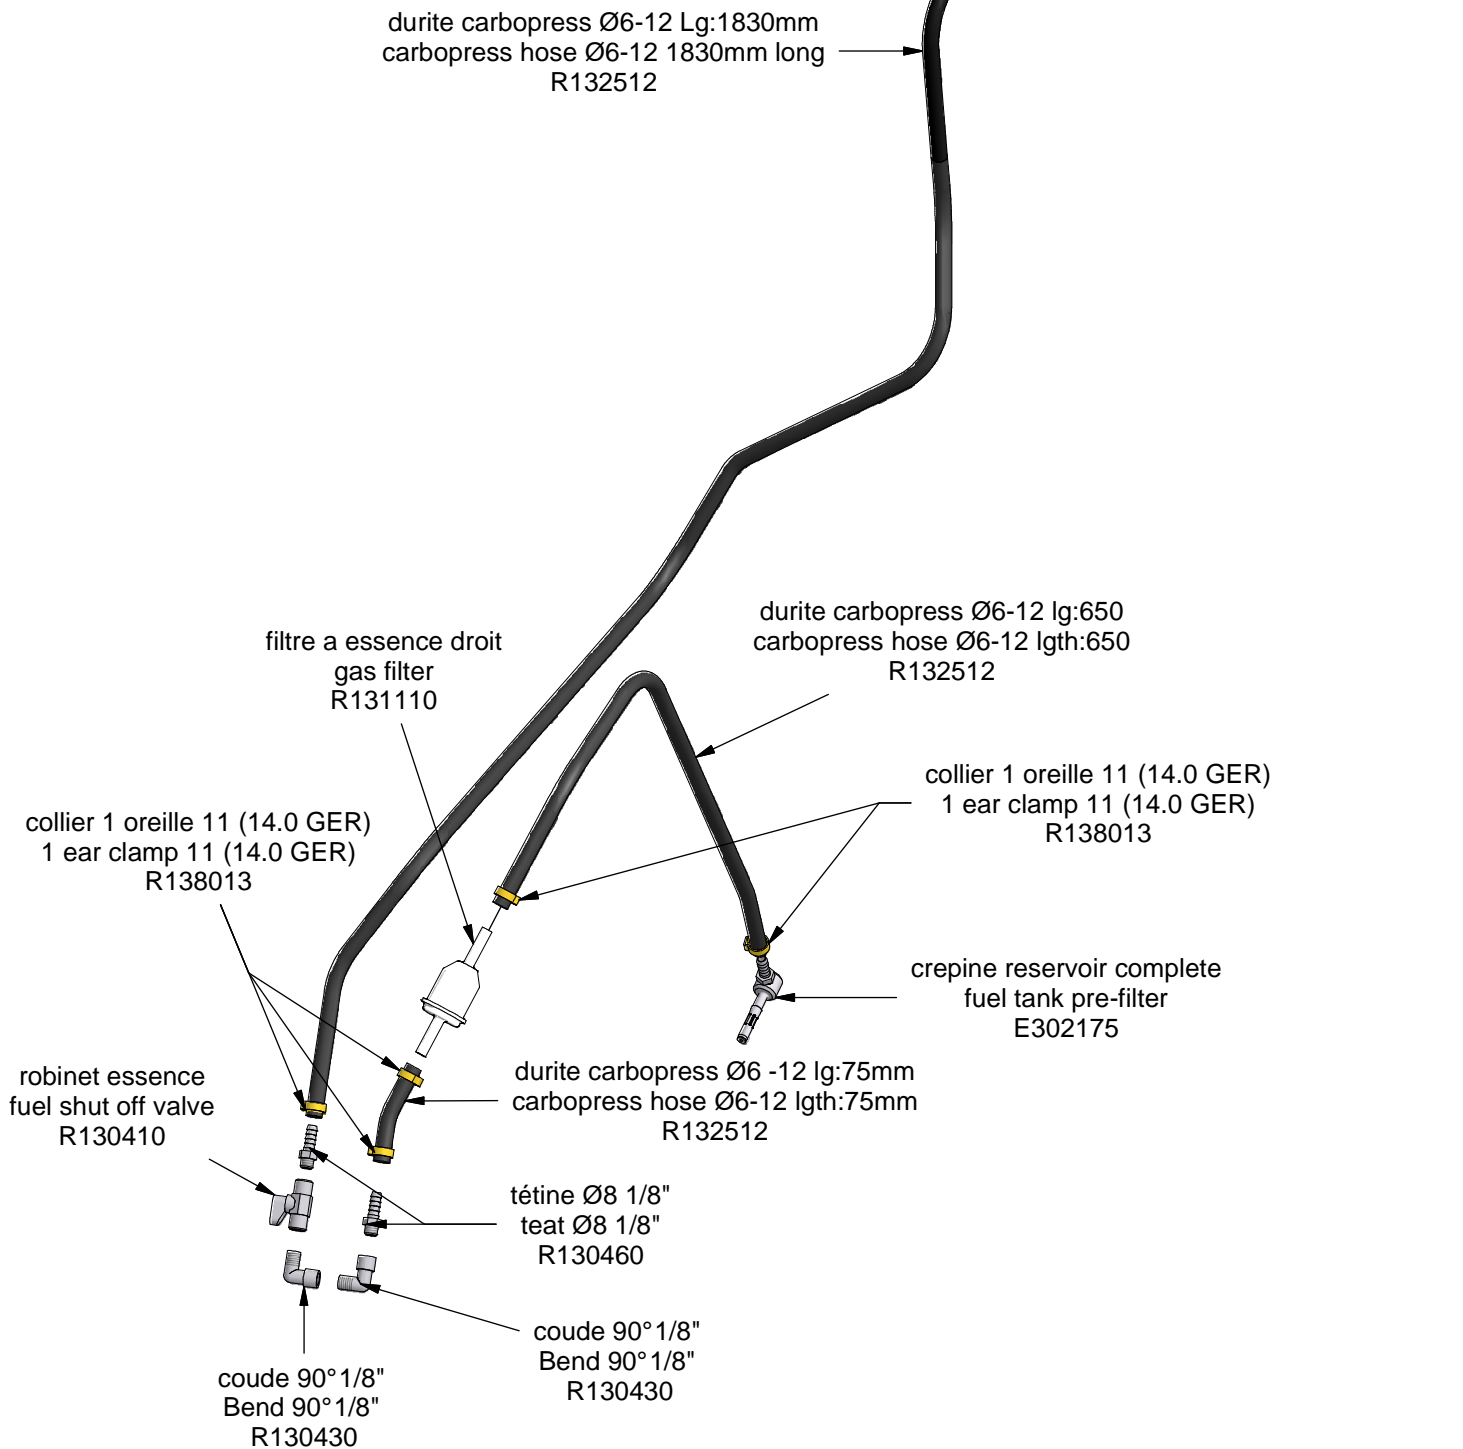 durite carbopress Ø6-12 Lg:1830mm
carbopress hose Ø6-12 1830mm long
R132512
durite carbopress Ø6-12 lg:650
carbopress hose Ø6-12 lgth:650
R132512
filtre a essence droit
gas filter
R131110
collier 1 oreille 11 (14.0 GER)
1 ear clamp 11 (14.0 GER)
R138013
collier 1 oreille 11 (14.0 GER)
1 ear clamp 11 (14.0 GER)
R138013
crepine reservoir complete
fuel tank pre-filter
E302175
robinet essence
fuel shut off valve
R130410
durite carbopress Ø6 -12 lg:75mm
carbopress hose Ø6-12 lgth:75mm
R132512
tétine Ø8 1/8"
teat Ø8 1/8"
R130460
coude 90°1/8"
Bend 90°1/8"
R130430
coude 90°1/8"
Bend 90°1/8"
R130430